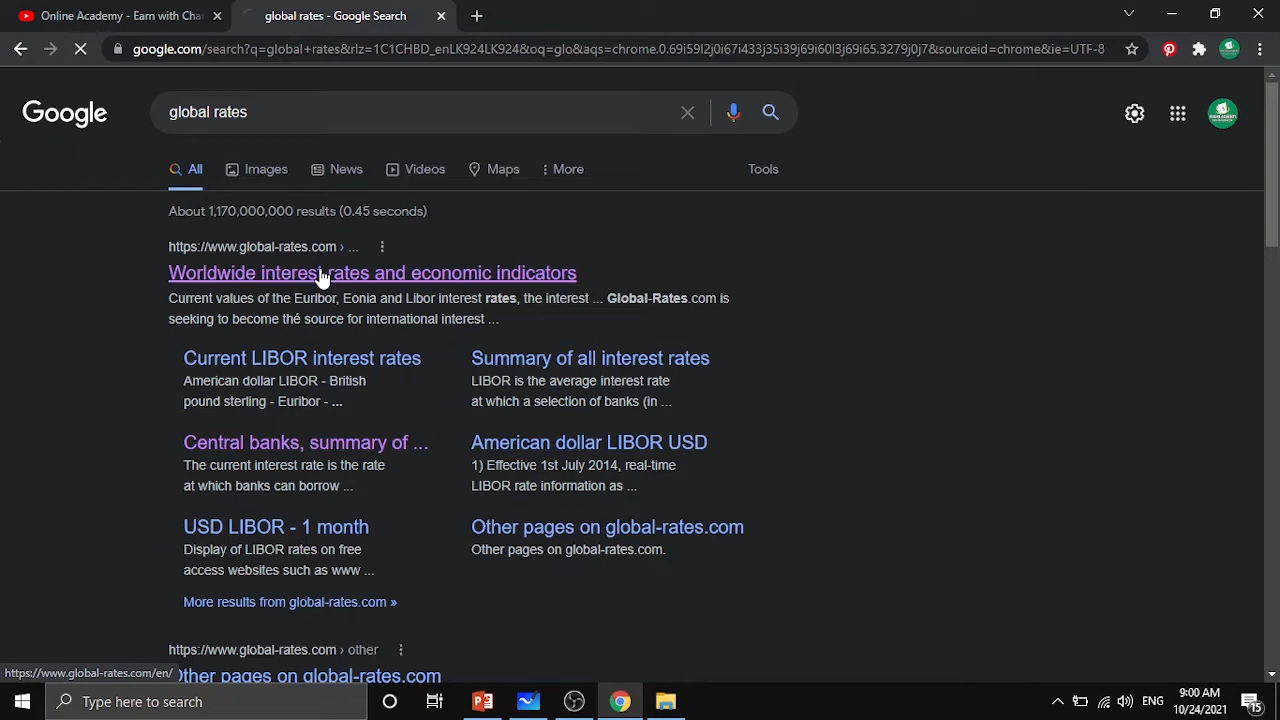 Online Academy - Earn with Cha
global rates - Google Search
google.com/search?q=global+rates&rlz=1C1CHBD_enLK924LK924&oq=glo&aqs=chrome.0.69i59l2j0i67i433j35i39j69i60l3j69i65.3279j0j7&sourceid=chrome&ie=UTF-8
Google
global rates
All
Images
News
Videos
Maps
More
Tools
About 1,170,000,000 results (0.45 seconds)
https://www.global-rates.com › ...
Worldwide interest rates and economic indicators
Current values of the Euribor, Eonia and Libor interest rates, the interest ... Global-Rates.com is
seeking to become thé source for international interest ...
Current LIBOR interest rates
American dollar LIBOR - British
pound sterling - Euribor - ...
Summary of all interest rates
LIBOR is the average interest rate
at which a selection of banks (in ...
Central banks, summary of ...
The current interest rate is the rate
at which banks can borrow ...
American dollar LIBOR USD
1) Effective 1st July 2014, real-time
LIBOR rate information as ...
USD LIBOR - 1 month
Display of LIBOR rates on free
access websites such as www ...
Other pages on global-rates.com
Other pages on global-rates.com.
More results from global-rates.com »
https://www.global-rates.com › other
Other pages on global-rates.com
https://www.global-rates.com/en/
Type here to search
ENG
9:00 AM
10/24/2021
15